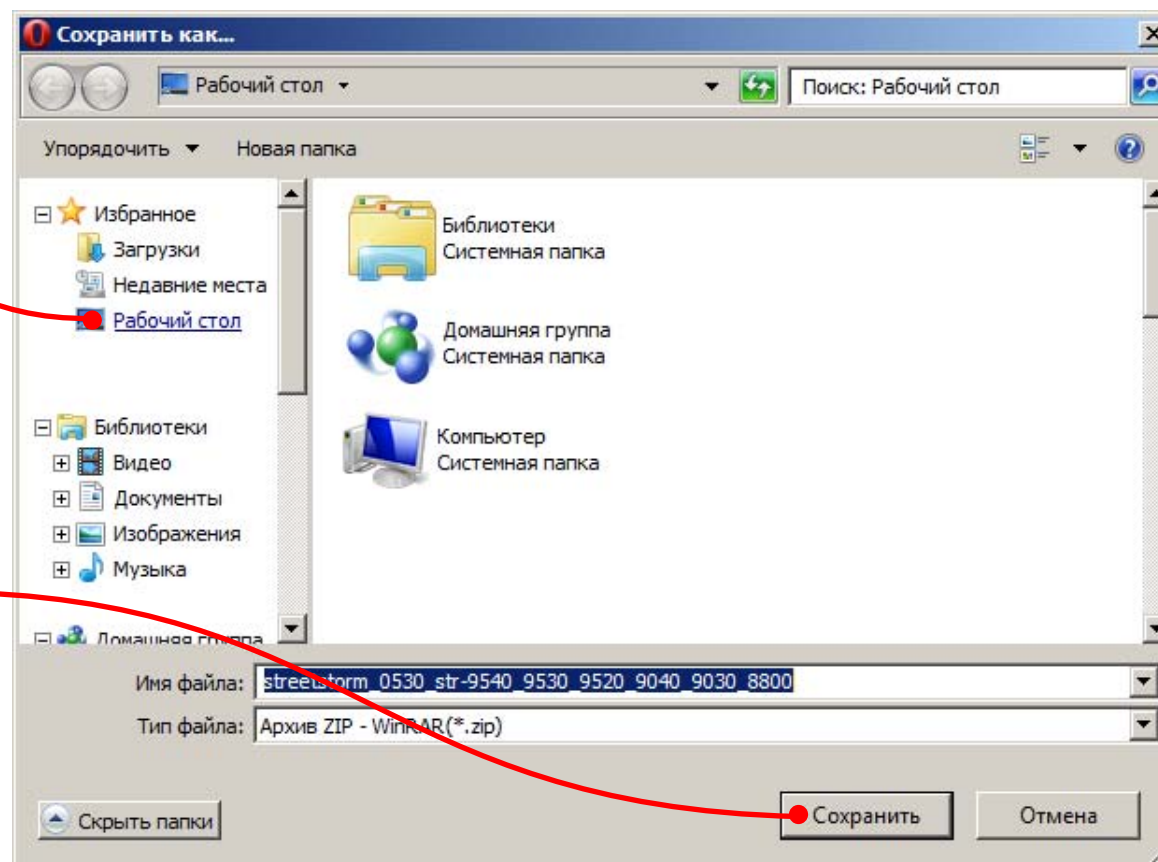 Сохранить как...
Рабочий стол
Поиск: Рабочий стол
Упорядочить
Новая папка
Избранное
Загрузки
Недавние места
Рабочий стол
Библиотеки
Видео
Документы
Изображения
Музыка
Домашняя группа
Библиотеки
Системная папка
Домашняя группа
Системная папка
Компьютер
Системная папка
Имя файла: streetstorm_0530_str-9540_9530_9520_9040_9030_8800
Тип файла: Архив ZIP - WinRAR(*.zip)
Скрыть папки
Сохранить
Отмена